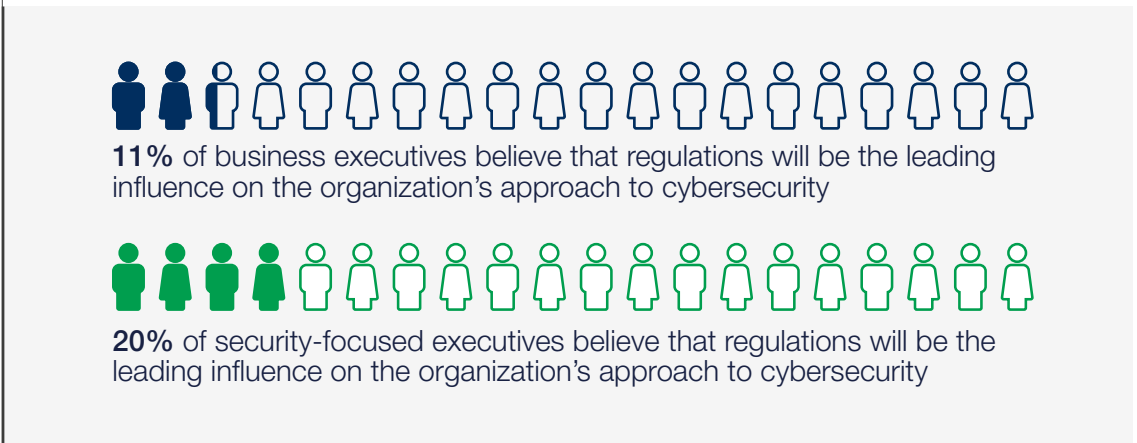 11% of business executives believe that regulations will be the leading
influence on the organization’s approach to cybersecurity
20% of security-focused executives believe that regulations will be the
leading influence on the organization’s approach to cybersecurity